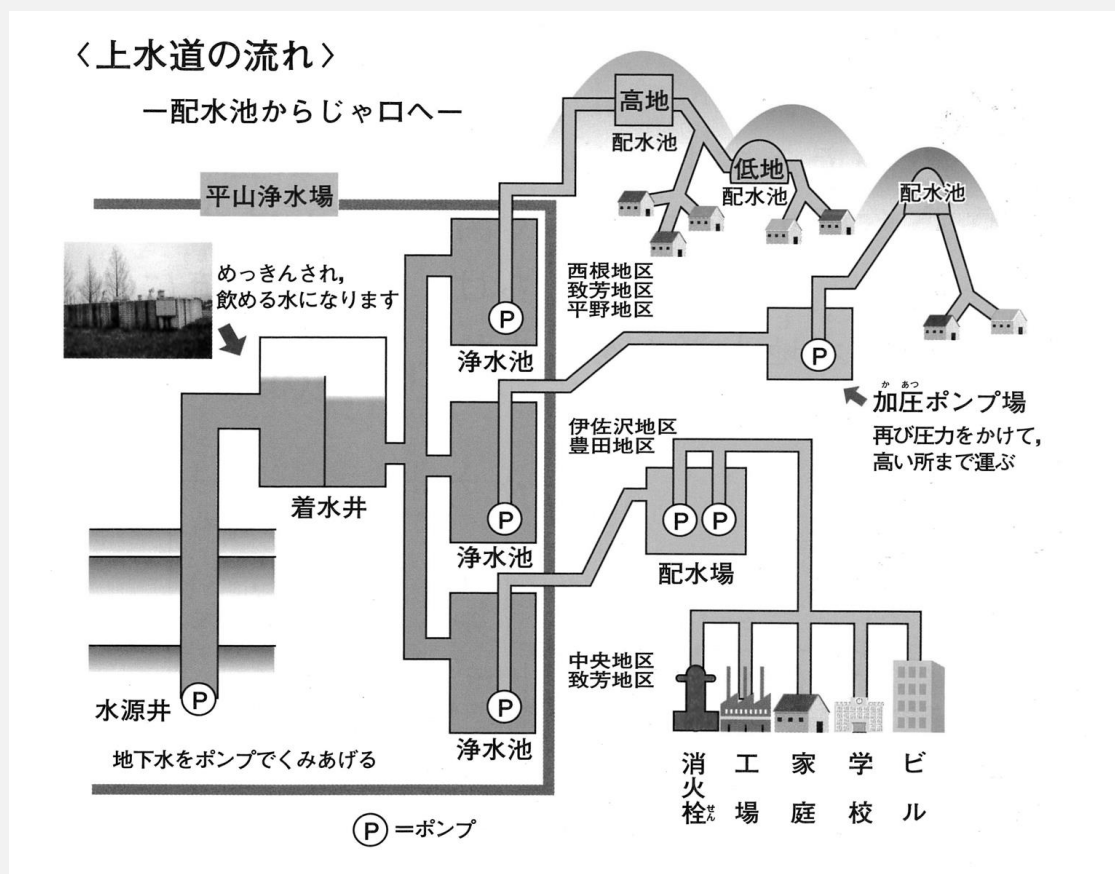 〈上水道の流れ〉
ー配水池からじゃ口へー
平山浄水場
めっきんされ，
飲める水になります
着水井
水源井
P
地下水をポンプでくみあげる
P
浄水池
P
浄水池
P
浄水池
高地
配水池
低地
配水池
西根地区
致芳地区
平野地区
配水池
P
かあつ
加圧ポンプ場
再び圧力をかけて，
高い所まで運ぶ
伊佐沢地区
豊田地区
P P
配水場
中央地区
致芳地区
消火栓
せん
工場
家庭
学校
ビル
P＝ポンプ